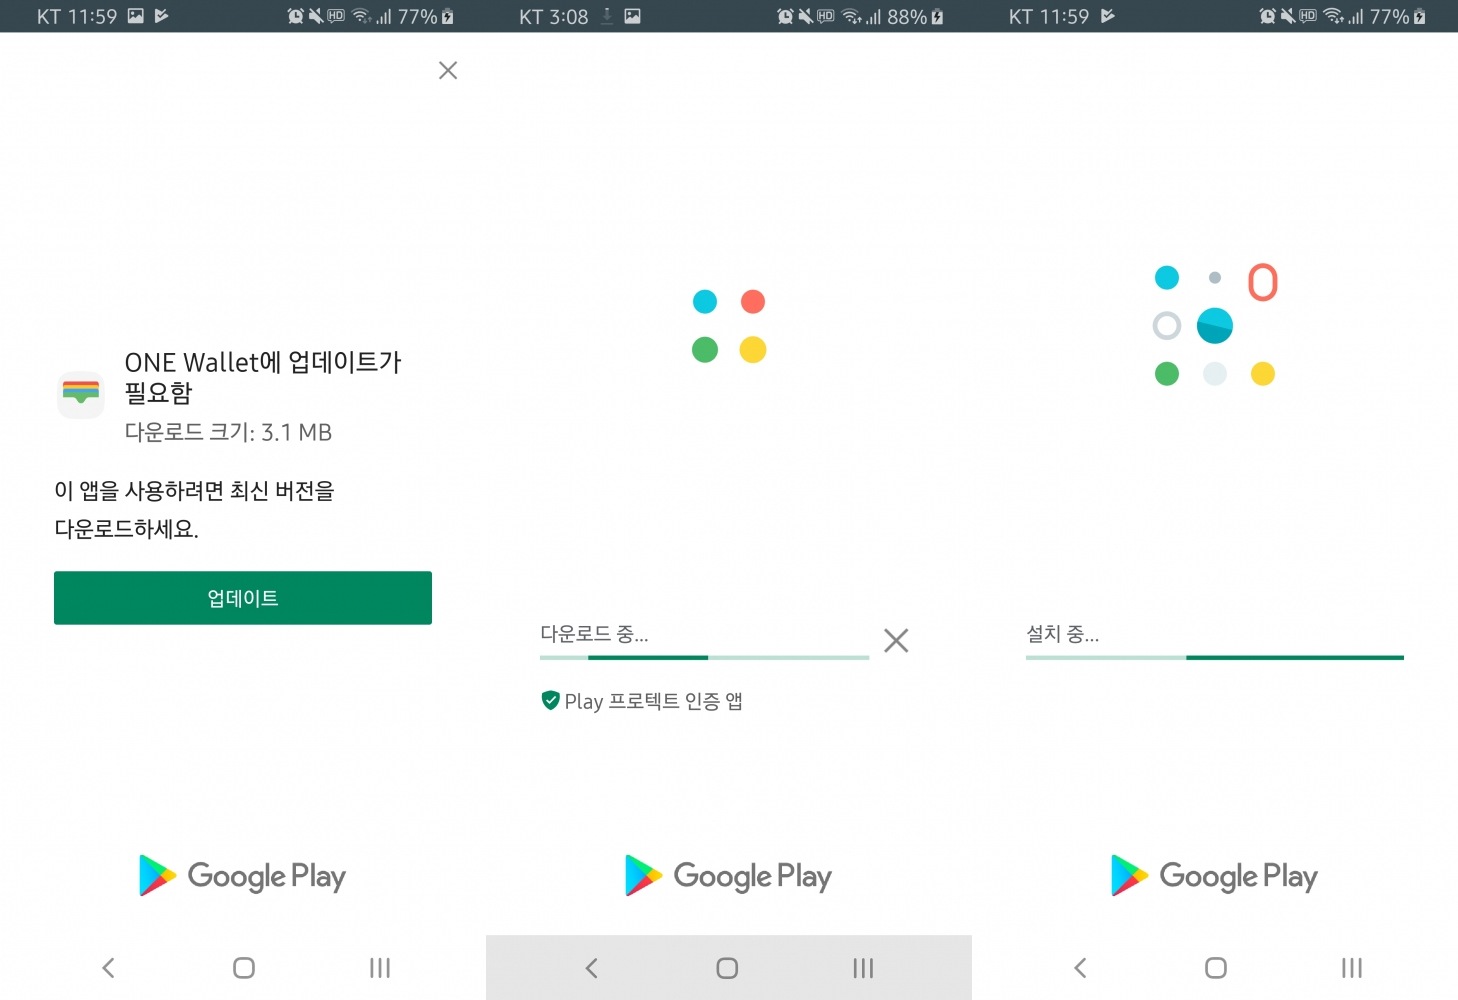 KT 11:59
HD
77%
ONE Wallet에 업데이트가
필요함
다운로드 크기: 3.1 MB
이 앱을 사용하려면 최신 버전을
다운로드하세요.
업데이트
Google Play
KT 3:08
HD
88%
다운로드 중...
Play 프로텍트 인증 앱
Google Play
KT 11:59
HD
77%
설치 중...
Google Play